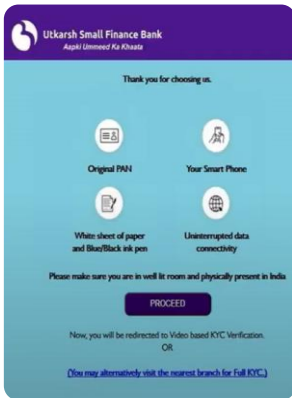 Utkarsh Small Finance Bank
Aapki Ummeed Ka Khaata
Thank you for choosing us.
Original PAN
Your Smart Phone
White sheet of paper
and Blue/Black ink pen
Uninterrupted data
connectivity
Please make sure you are in well lit room and physically present in India
PROCEED
Now, you will be redirected to Video based KYC Verification.
OR
(You may alternatively visit the nearest branch for Full KYC.)